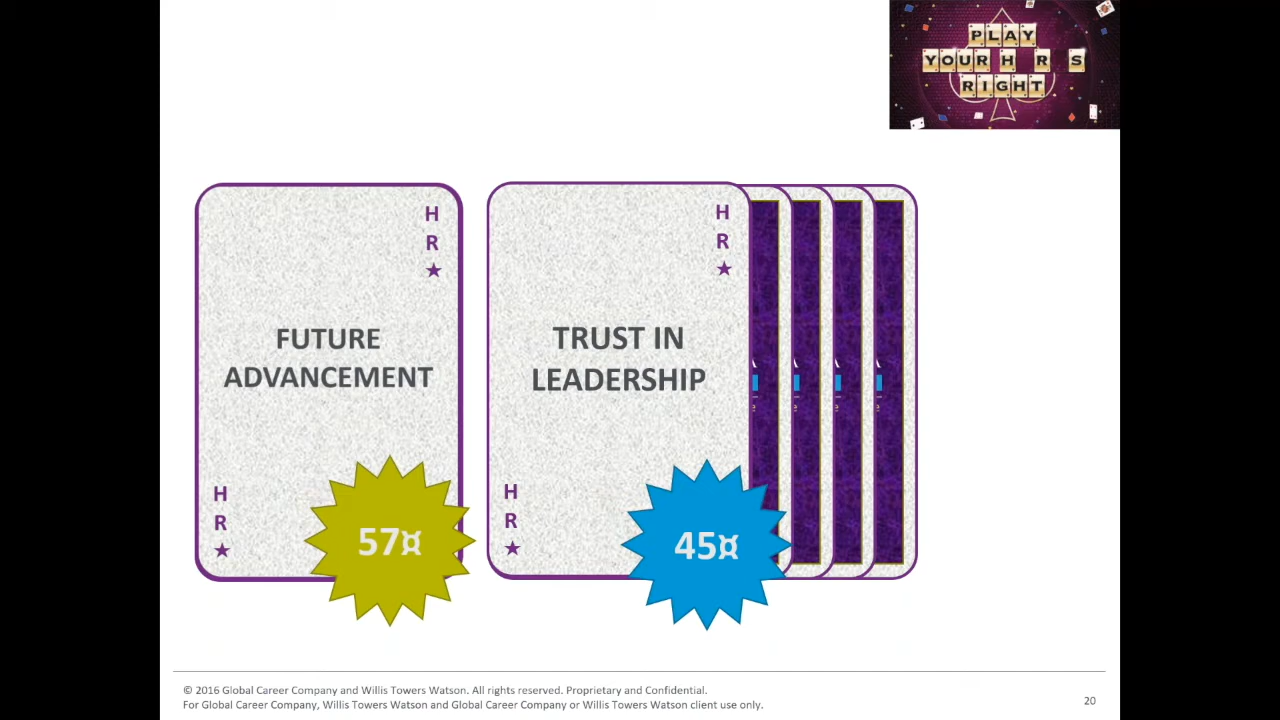 PLAY
YOUR H R S
RIGHT
H
R
★
FUTURE
ADVANCEMENT
H
R
★
57¤
H
R
★
TRUST IN
LEADERSHIP
H
R
★
45¤
© 2016 Global Career Company and Willis Towers Watson. All rights reserved. Proprietary and Confidential.
For Global Career Company, Willis Towers Watson and Global Career Company or Willis Towers Watson client use only.
20